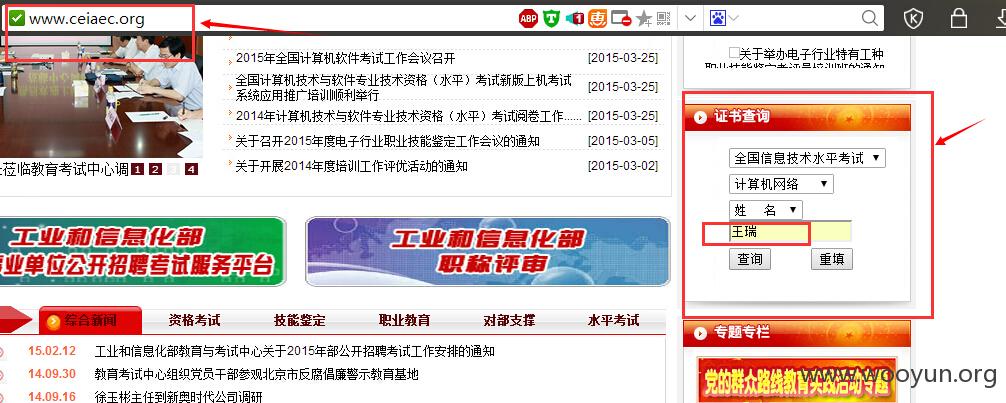 www.ceiaec.org
ABP
2015年全国计算机软件考试工作会议召开 [2015-03-25]
全国计算机技术与软件专业技术资格（水平）考试新版上机考试
系统应用推广培训顺利举行 [2015-03-25]
2014年计算机技术与软件专业技术资格（水平）考试阅卷工作...... [2015-03-25]
关于召开2015年度电子行业职业技能鉴定工作会议的通知 [2015-03-05]
关于开展2014年度培训工作评优活动的通知 [2015-03-02]
莅临教育考试中心调
1 2 3 4
关于举办电子行业特有工种
职业技能鉴定考评员培训班的通知
证书查询
全国信息技术水平考试
计算机网络
姓 名
王瑞
查询 重填
工业和信息化部
事业单位公开招聘考试服务平台
工业和信息化部
职称评审
综合新闻 资格考试 技能鉴定 职业教育 对部支撑 水平考试
15.02.12 工业和信息化部教育与考试中心关于2015年部公开招聘考试工作安排的通知
14.09.30 教育考试中心组织党员干部参观北京市反腐倡廉警示教育基地
14.09.16 徐玉彬主任到新奥时代公司调研
专题专栏
党的群众路线教育实践活动专题
www.wooyun.org